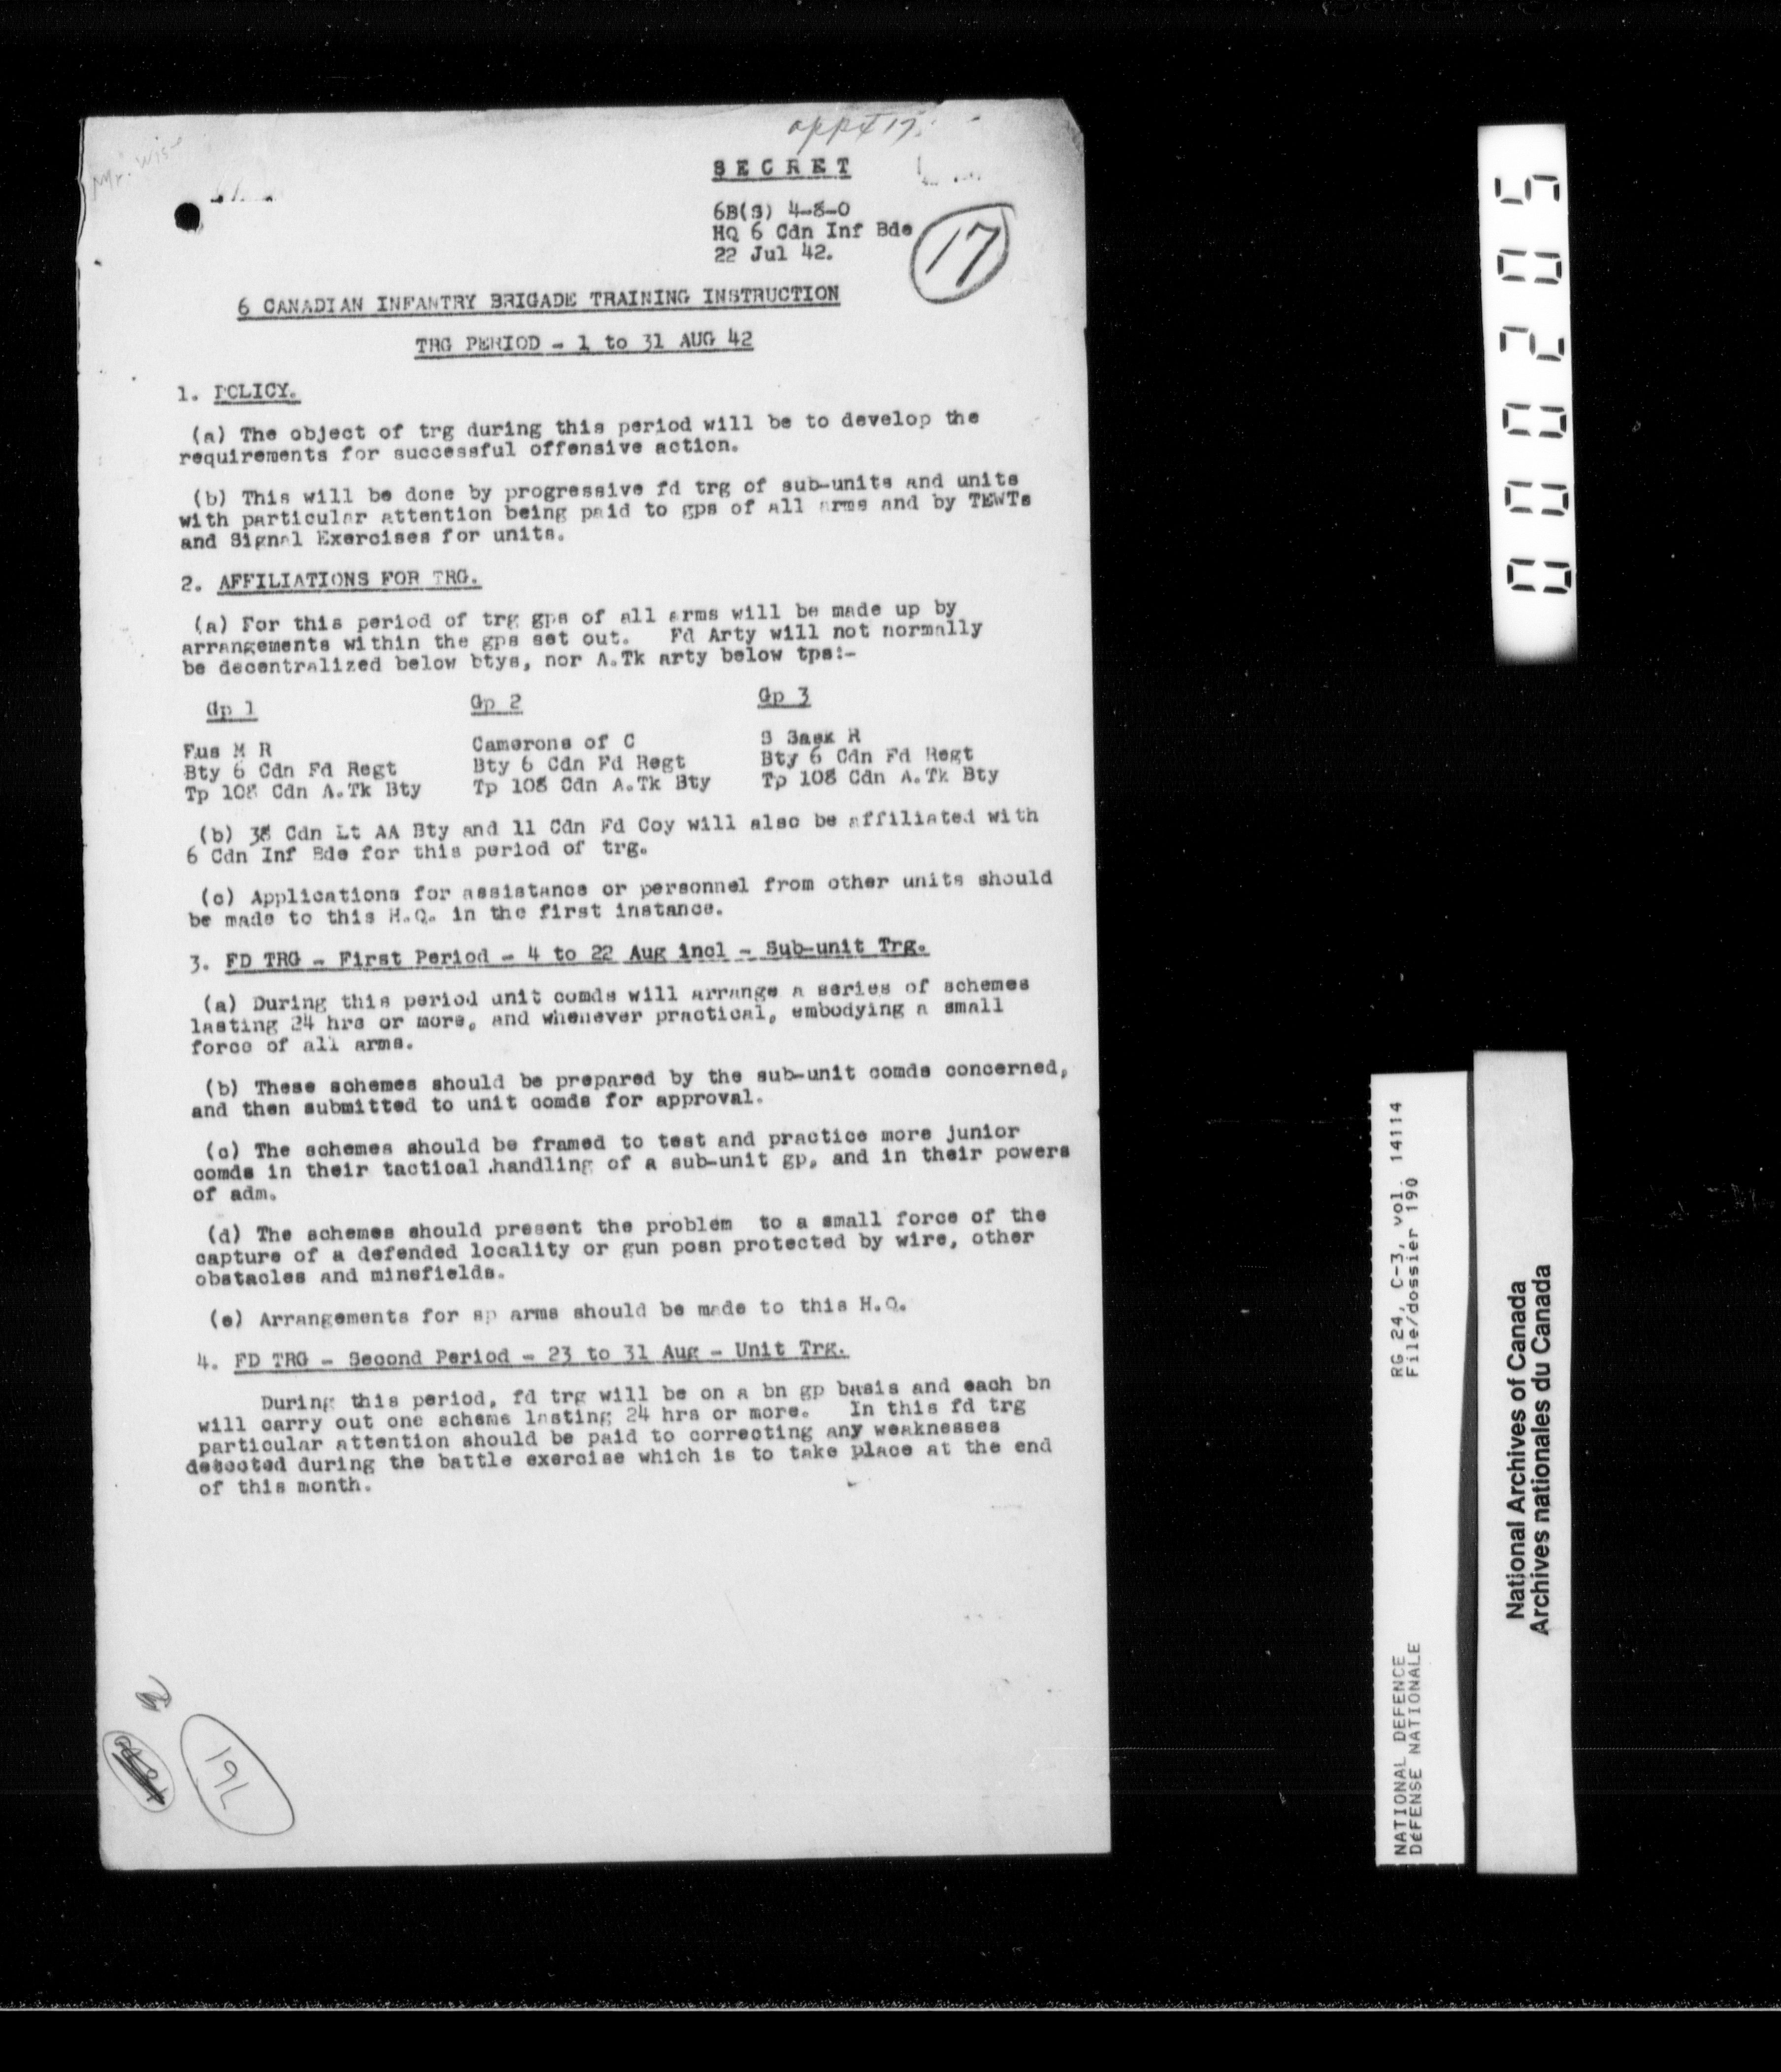 appx 17.
SECRET
6B(S) 4-8-0
HQ 6 Cdn Inf Bde
22 Jul 42.
17
6 CANADIAN INFANTRY BRIGADE TRAINING INSTRUCTION
TRG PERIOD - 1 to 31 AUG 42
1. POLICY.
(a) The object of trg during this period will be to develop the
requirements for successful offensive action.
(b) This will be done by progressive fd trg of sub-units and units
with particular attention being paid to gps of all arms and by TEWTs
and Signal Exercises for units.
2. AFFILIATIONS FOR TRG.
(a) For this period of trg gps of all arms will be made up by
arrangements within the gps set out. Fd Arty will not normally
be decentralized below btys, nor A.Tk arty below tps:-
Gp 1 Gp 2 Gp 3
Fus M R Camerons of C S Sask R
Bty 6 Cdn Fd Regt Bty 6 Cdn Fd Regt Bty 6 Cdn Fd Regt
Tp 108 Cdn A.Tk Bty Tp 108 Cdn A.Tk Bty Tp 108 Cdn A.Tk Bty
(b) 38 Cdn Lt AA Bty and 11 Cdn Fd Coy will also be affiliated with
6 Cdn Inf Bde for this period of trg.
(c) Applications for assistance or personnel from other units should
be made to this H.Q. in the first instance.
3. FD TRG - First Period - 4 to 22 Aug incl - Sub-unit Trg.
(a) During this period unit comds will arrange a series of schemes
lasting 24 hrs or more, and whenever practical, embodying a small
force of all arms.
(b) These schemes should be prepared by the sub-unit comds concerned,
and then submitted to unit comds for approval.
(c) The schemes should be framed to test and practice more junior
comds in their tactical handling of a sub-unit gp, and in their powers
of adm.
(d) The schemes should present the problem to a small force of the
capture of a defended locality or gun posn protected by wire, other
obstacles and minefields.
(e) Arrangements for sp arms should be made to this H.Q.
4. FD TRG - Second Period - 23 to 31 Aug - Unit Trg.
During this period, fd trg will be on a bn gp basis and each bn
will carry out one scheme lasting 24 hrs or more. In this fd trg
particular attention should be paid to correcting any weaknesses
detected during the battle exercise which is to take place at the end
of this month.
000205
RG 24, C-3, vol. 14114
File/dossier 190
NATIONAL DEFENCE
DéFENSE NATIONALE
National Archives of Canada
Archives nationales du Canada